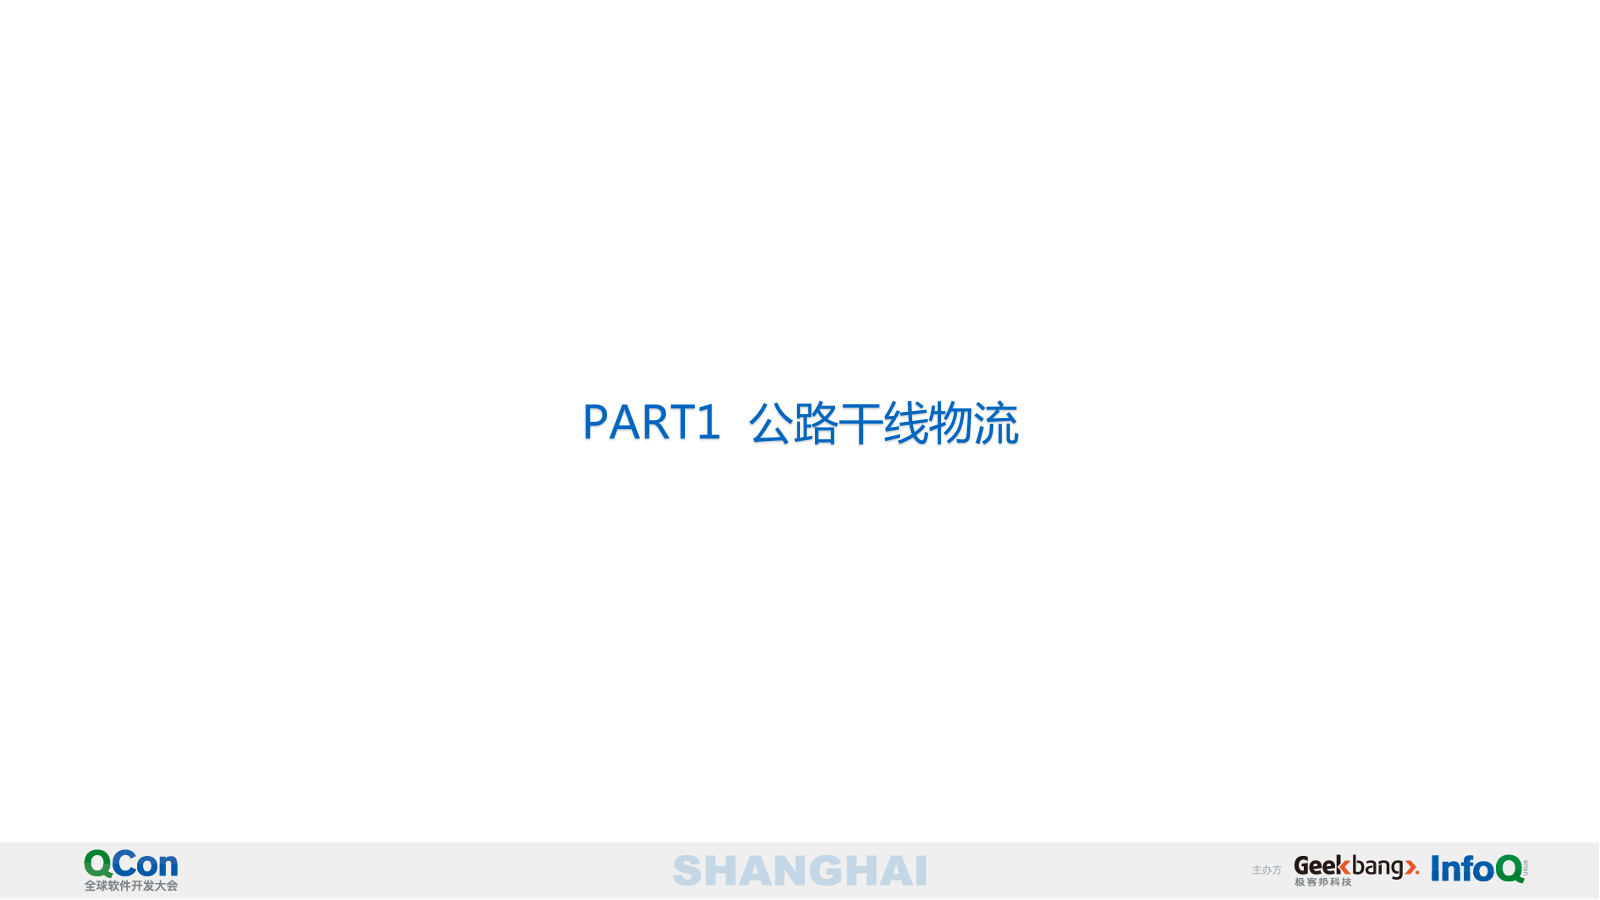 PART1 公路干线物流
QCon
全球软件开发大会
SHANGHAI
主办方
Geekbang>.
极客邦科技
InfoQ